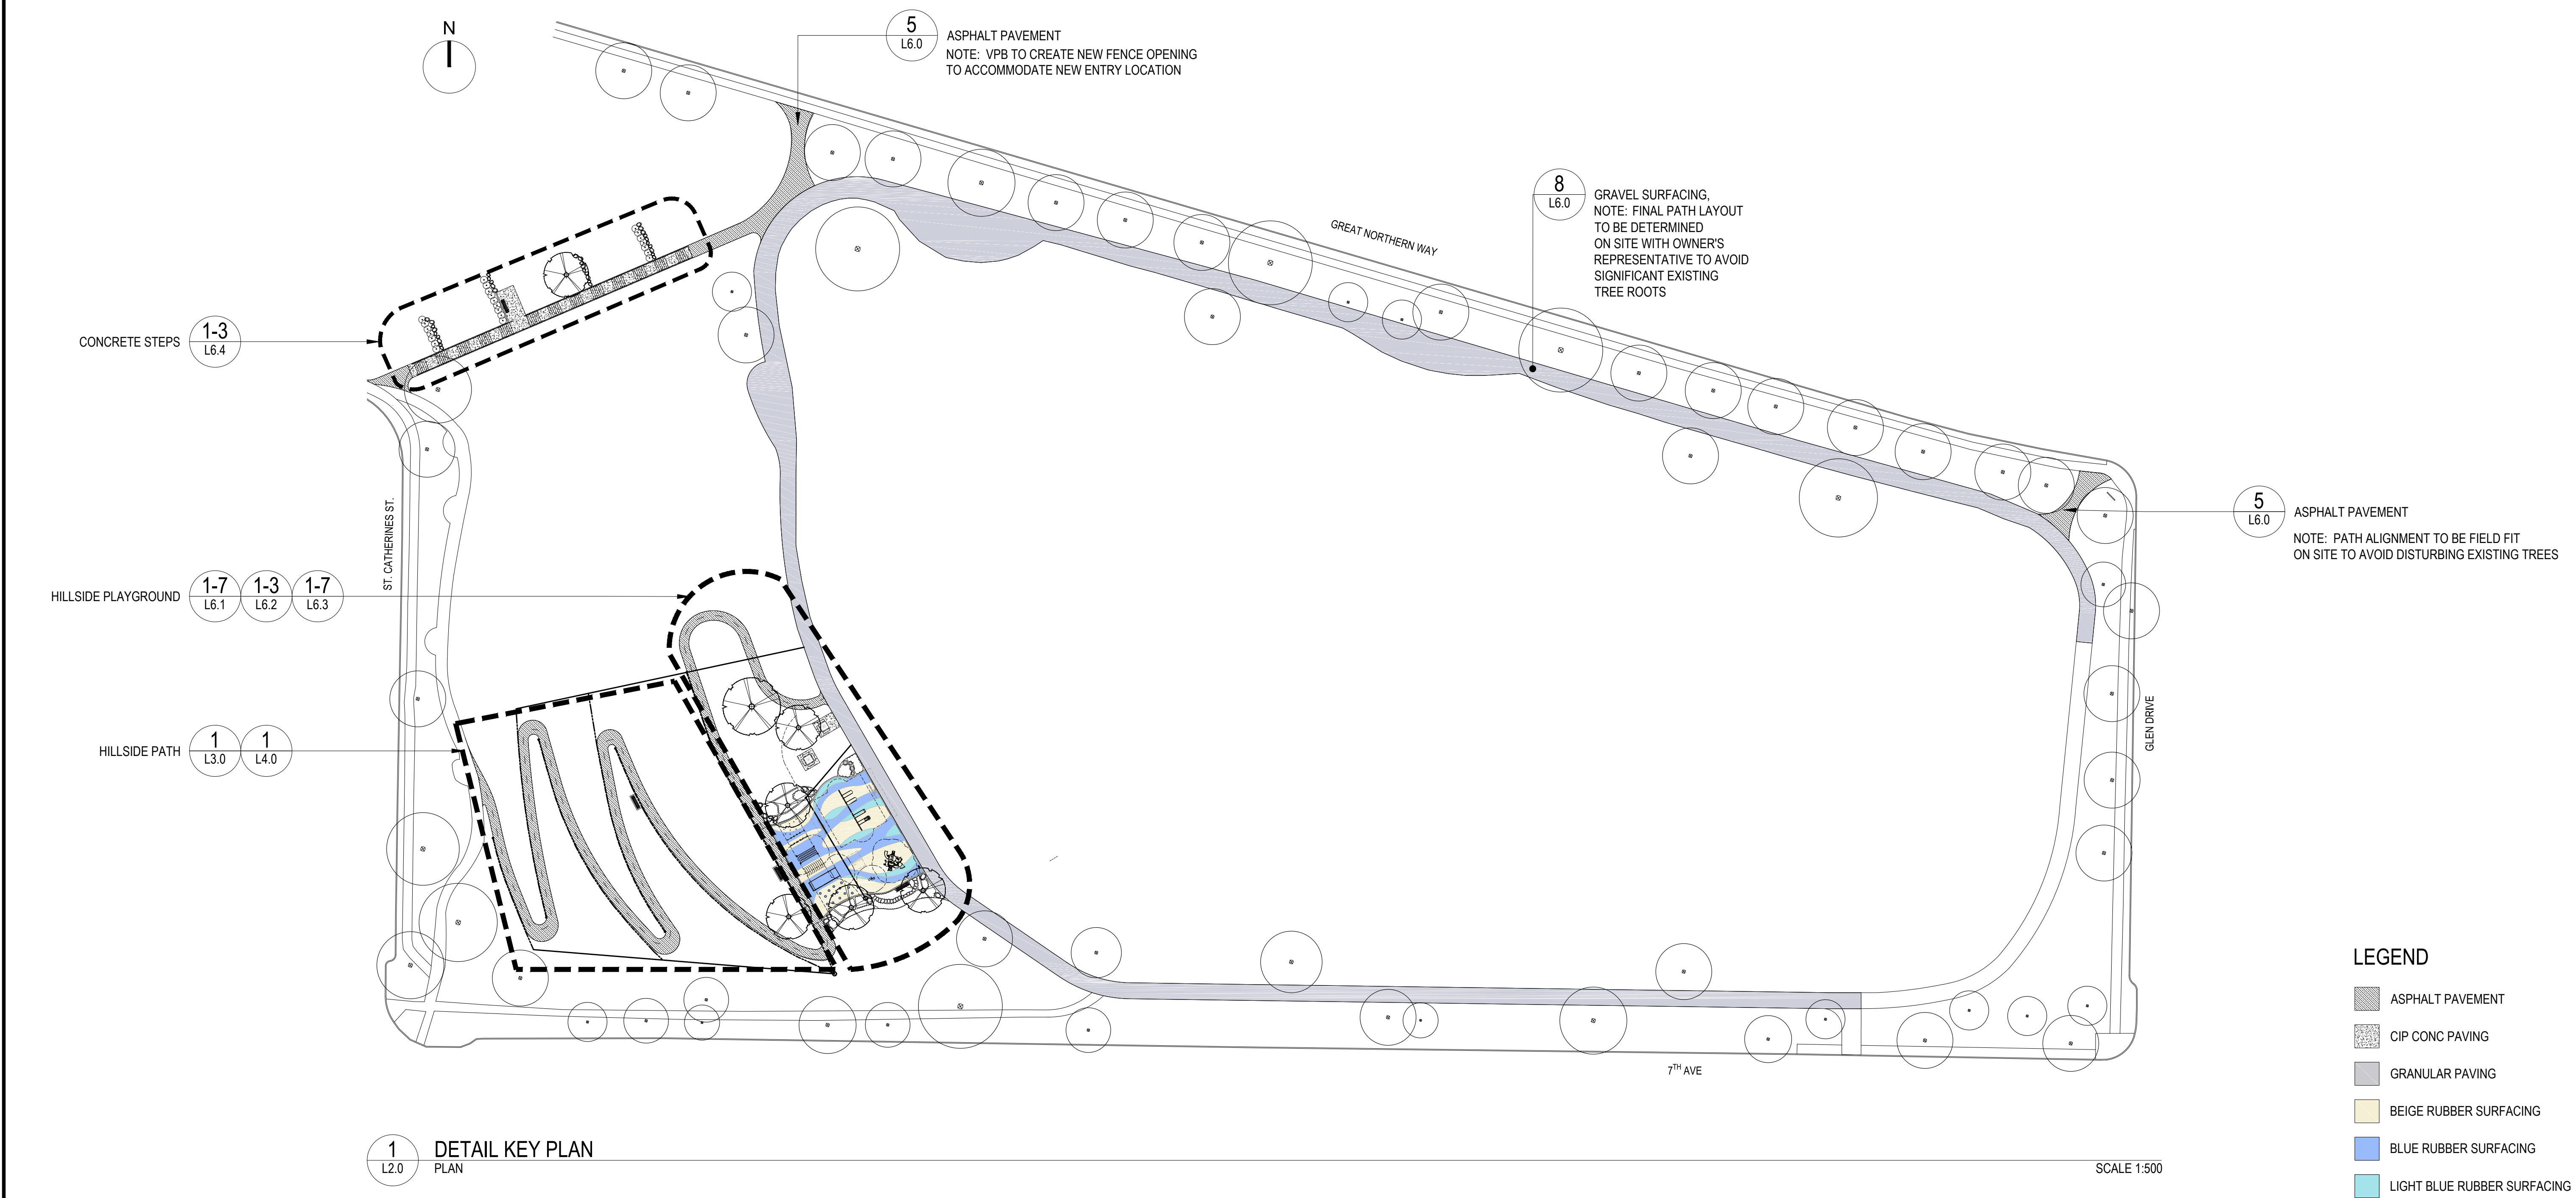 N
5
L6.0
ASPHALT PAVEMENT
NOTE: VPB TO CREATE NEW FENCE OPENING
TO ACCOMMODATE NEW ENTRY LOCATION
8
L6.0
GRAVEL SURFACING,
NOTE: FINAL PATH LAYOUT
TO BE DETERMINED
ON SITE WITH OWNER'S
REPRESENTATIVE TO AVOID
SIGNIFICANT EXISTING
TREE ROOTS
GREAT NORTHERN WAY
CONCRETE STEPS
1-3
L6.4
ST. CATHERINES ST.
5
L6.0
ASPHALT PAVEMENT
NOTE: PATH ALIGNMENT TO BE FIELD FIT
ON SITE TO AVOID DISTURBING EXISTING TREES
HILLSIDE PLAYGROUND
1-7
L6.1
1-3
L6.2
1-7
L6.3
HILLSIDE PATH
1
L3.0
1
L4.0
GLEN DRIVE
7TH AVE
LEGEND
ASPHALT PAVEMENT
CIP CONC PAVING
GRANULAR PAVING
BEIGE RUBBER SURFACING
BLUE RUBBER SURFACING
LIGHT BLUE RUBBER SURFACING
1
L2.0
DETAIL KEY PLAN
PLAN
SCALE 1:500